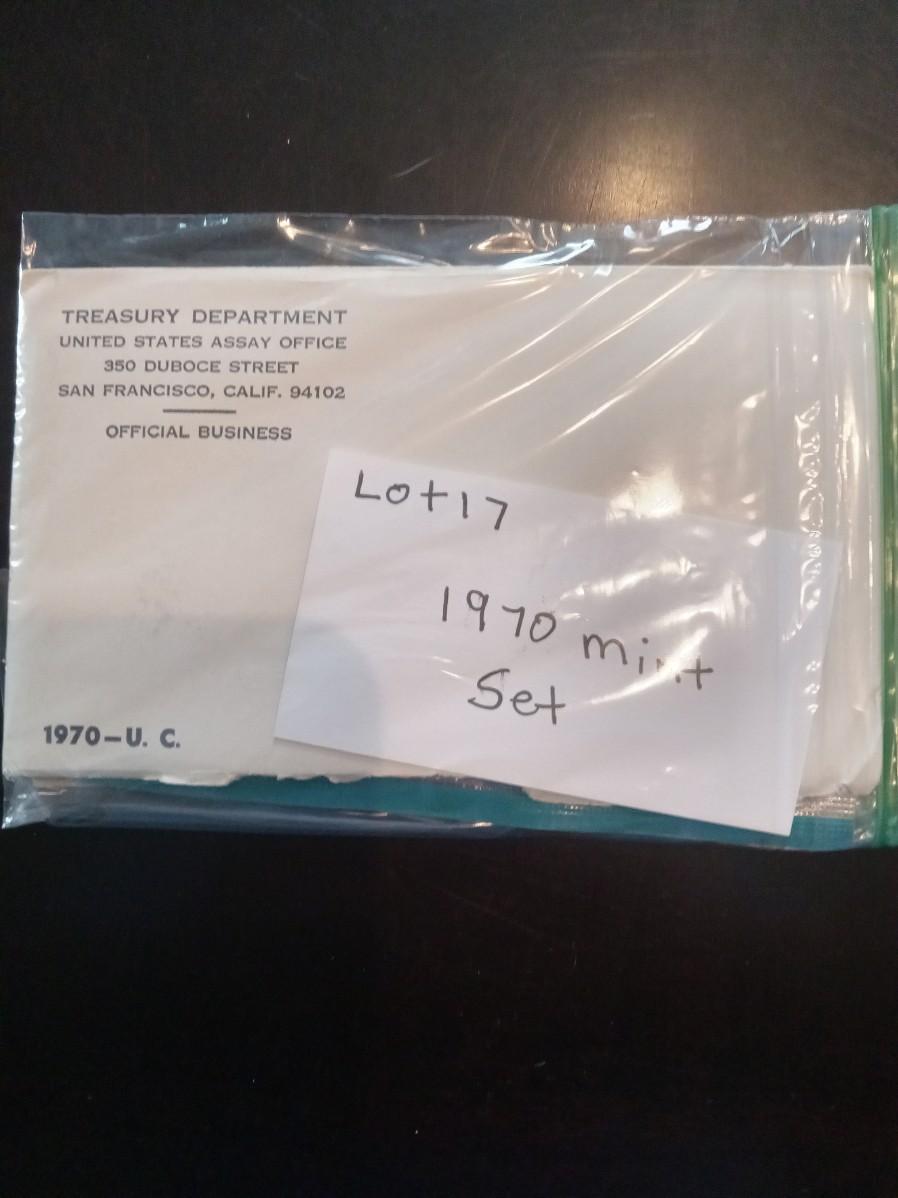 TREASURY DEPARTMENT
UNITED STATES ASSAY OFFICE
350 DUBOCE STREET
SAN FRANCISCO, CALIF. 94102
OFFICIAL BUSINESS
Lot 17
1970 mint
Set
1970-U. C.